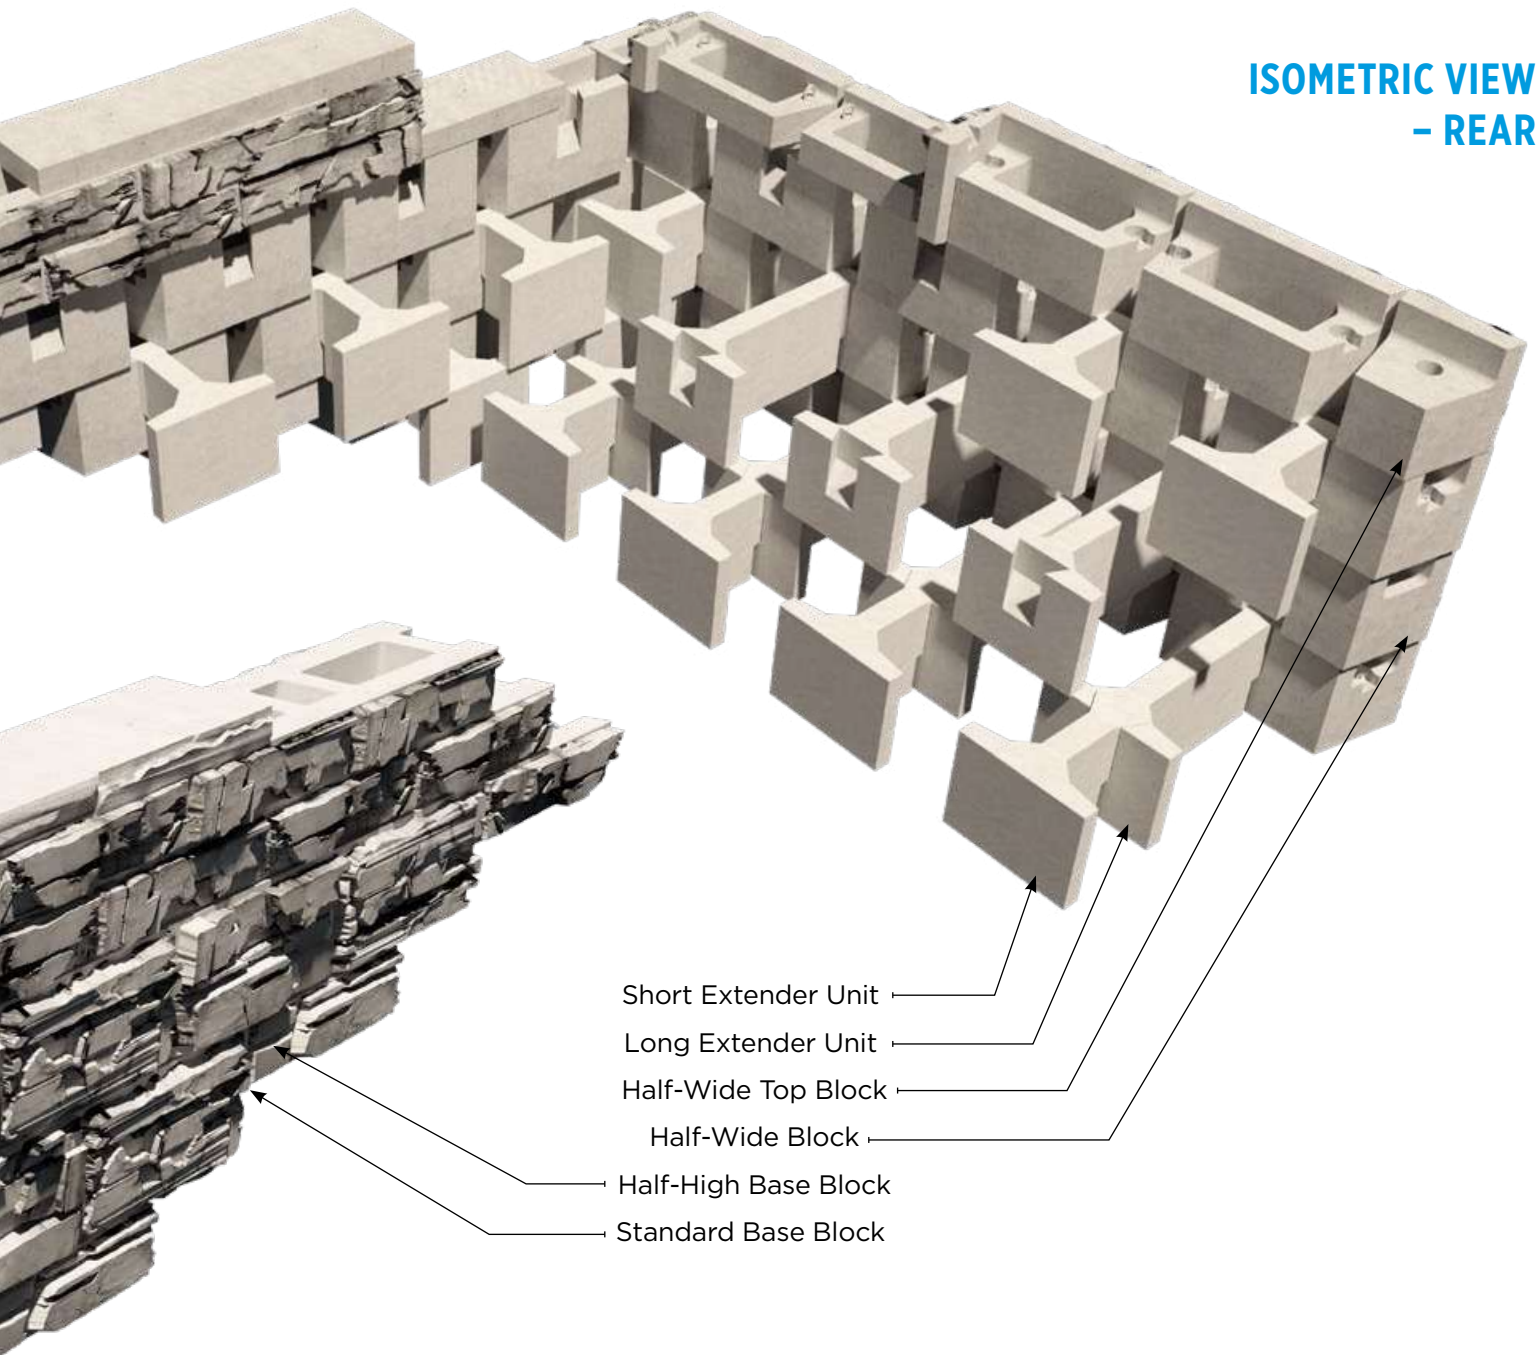 ISOMETRIC VIEW
– REAR
Short Extender Unit
Long Extender Unit
Half-Wide Top Block
Half-Wide Block
Half-High Base Block
Standard Base Block